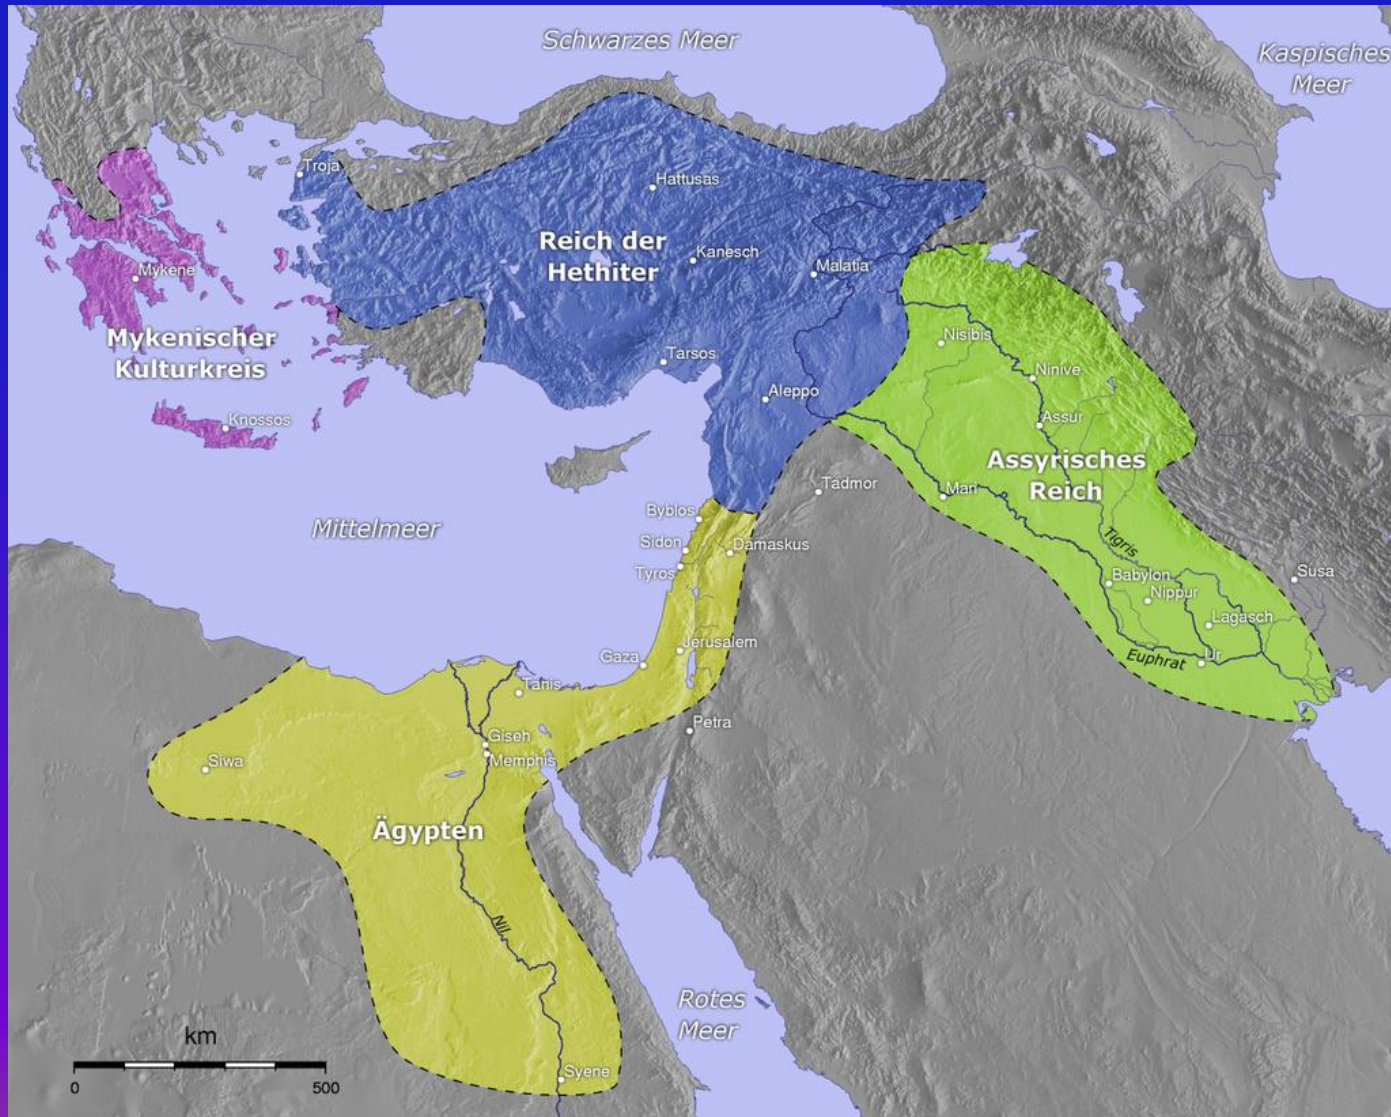 Schwarzes Meer
Kaspisches
Meer
Troja
Hattusas
Reich der
Hethiter
Kanesch
Malatia
Mykene
Mykenischer
Kulturkreis
Nisibis
Tarsos
Ninive
Aleppo
Knossos
Assur
Assyrisches
Reich
Tadmor
Mari
Byblos
Mittelmeer
Sidon
Damaskus
Tigris
Tyros
Susa
Babylon
Nippur
Lagasch
Jerusalem
Gaza
Euphrat
Ur
Tanis
Petra
Giseh
Memphis
Siwa
Ägypten
Nil
Rotes
Meer
km
0 500
Syene